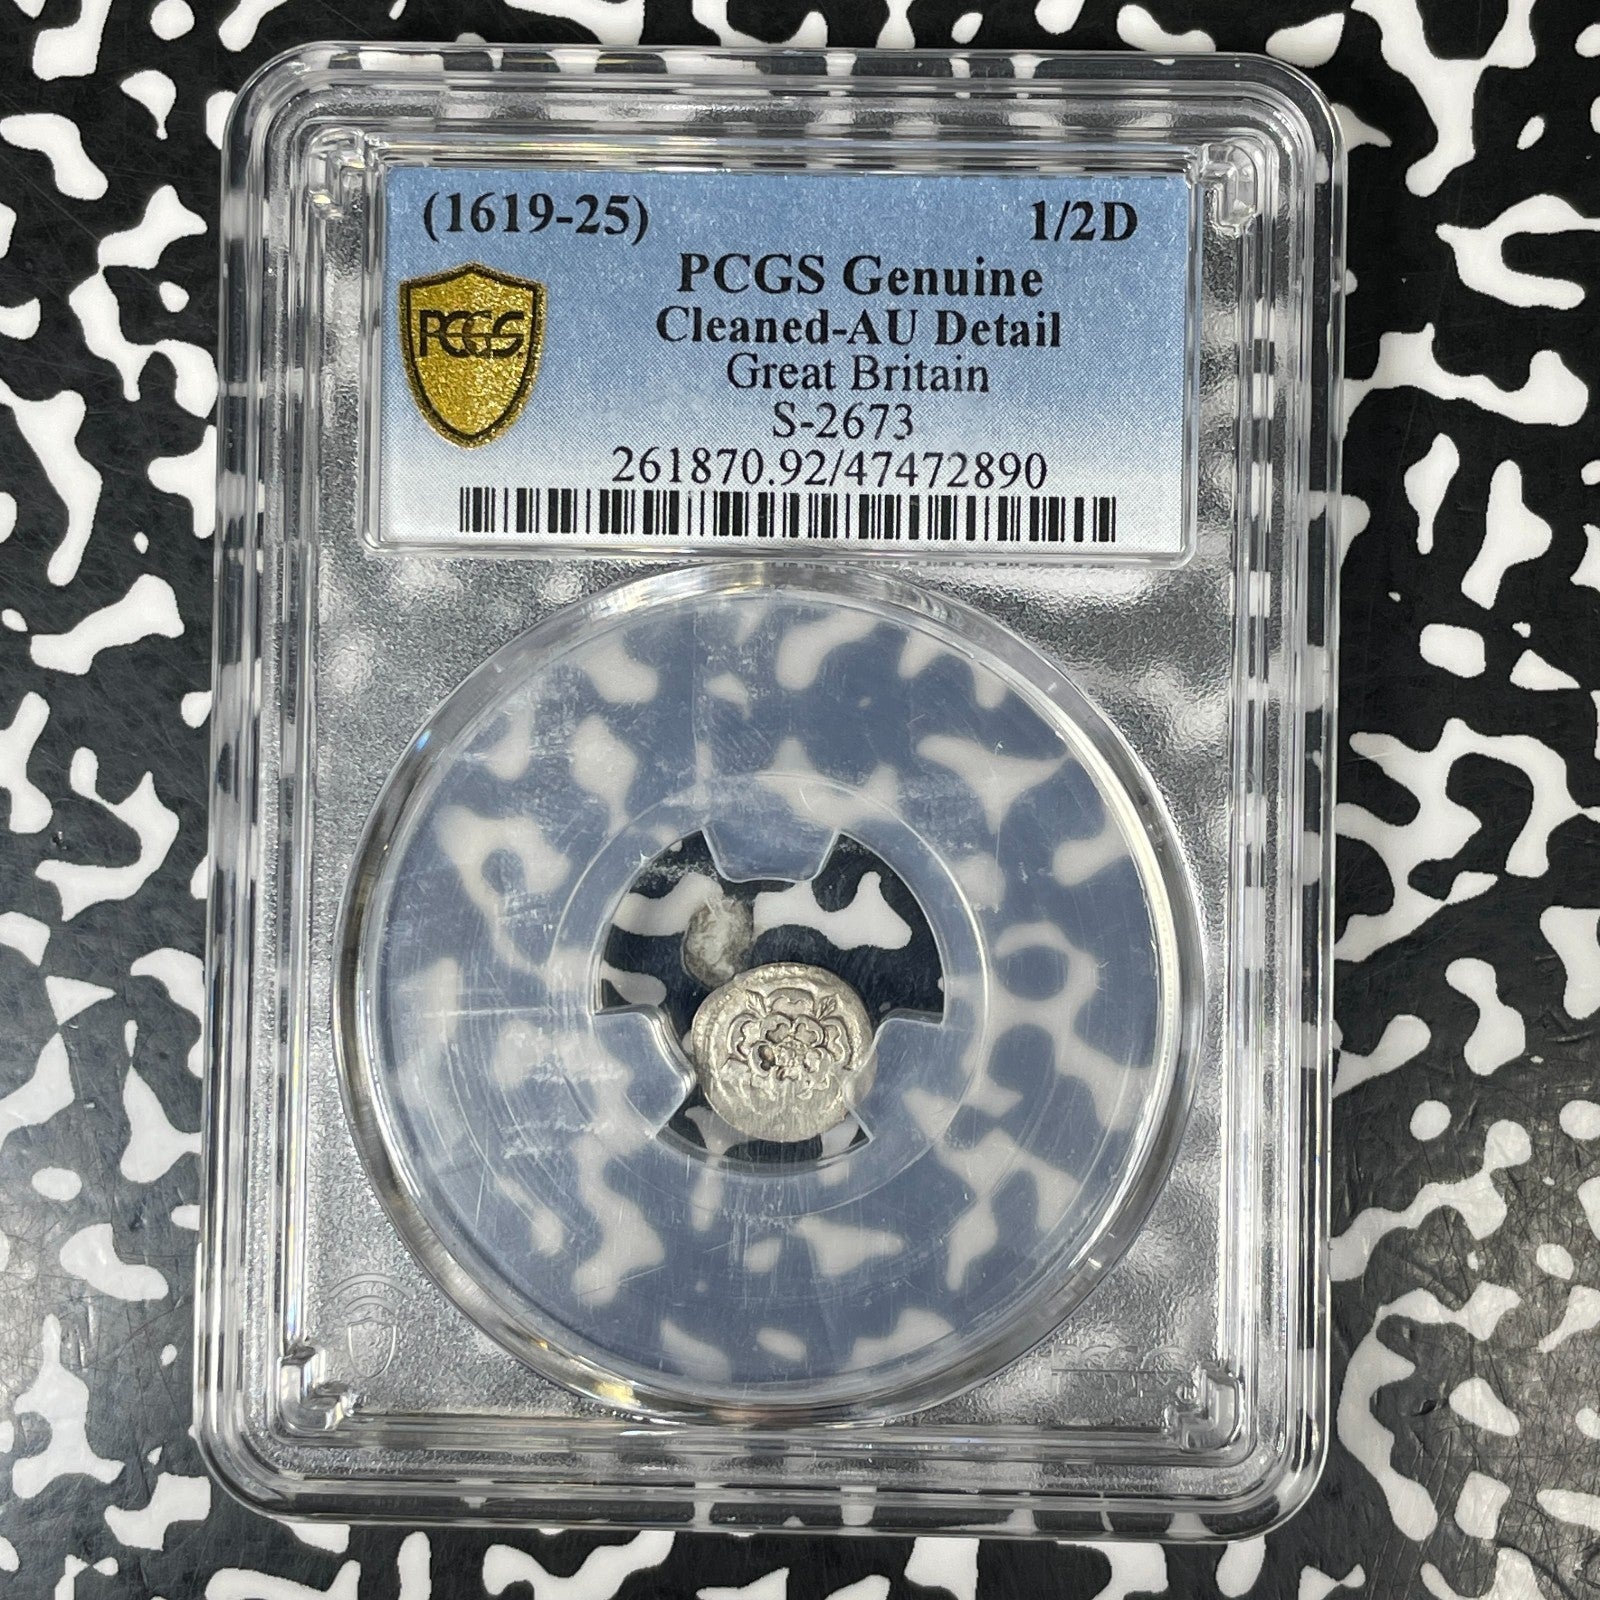 (1619-25) 1/2D
PCGS Genuine
PCGS
Cleaned-AU Detail
Great Britain
S-2673
261870.92/47472890